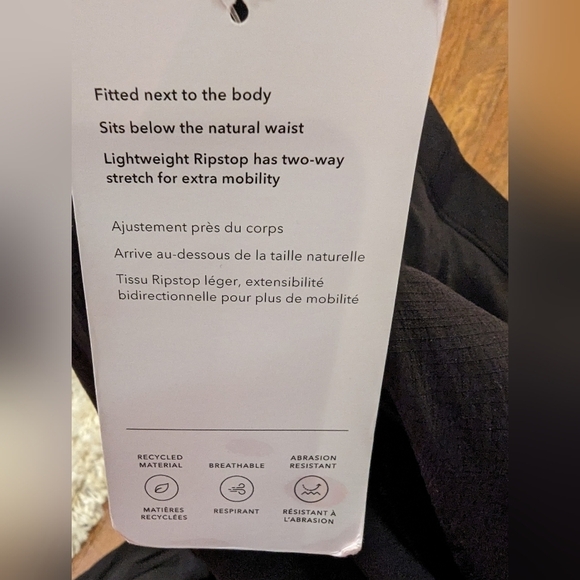 Fitted next to the body
Sits below the natural waist
Lightweight Ripstop has two-way
stretch for extra mobility
Ajustement près du corps
Arrive au-dessous de la taille naturelle
Tissu Ripstop léger, extensibilité
bidirectionnelle pour plus de mobilité
RECYCLED
MATERIAL
MATIÈRES
RECYCLÉES
BREATHABLE
RESPIRANT
ABRASION
RESISTANT
RÉSISTANT À
L'ABRASION